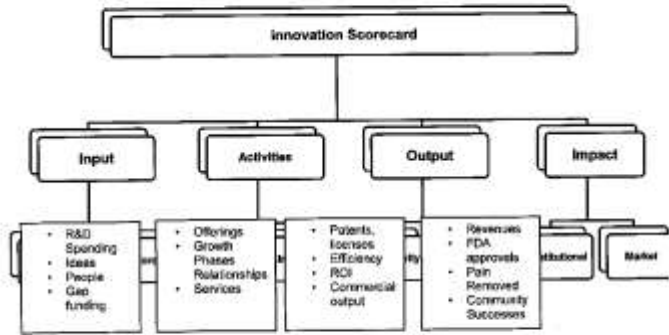 Innovation Scorecard
Input
Activities
Output
Impact
• R&D
Spending
• Ideas
• People
• Gap
funding
• Offerings
• Growth
Phases
Relationships
• Services
• Patents,
licenses
• Efficiency
• ROI
• Commercial
output
• Revenues
• FDA
approvals
• Pain
Removed
• Community
Successes
Market